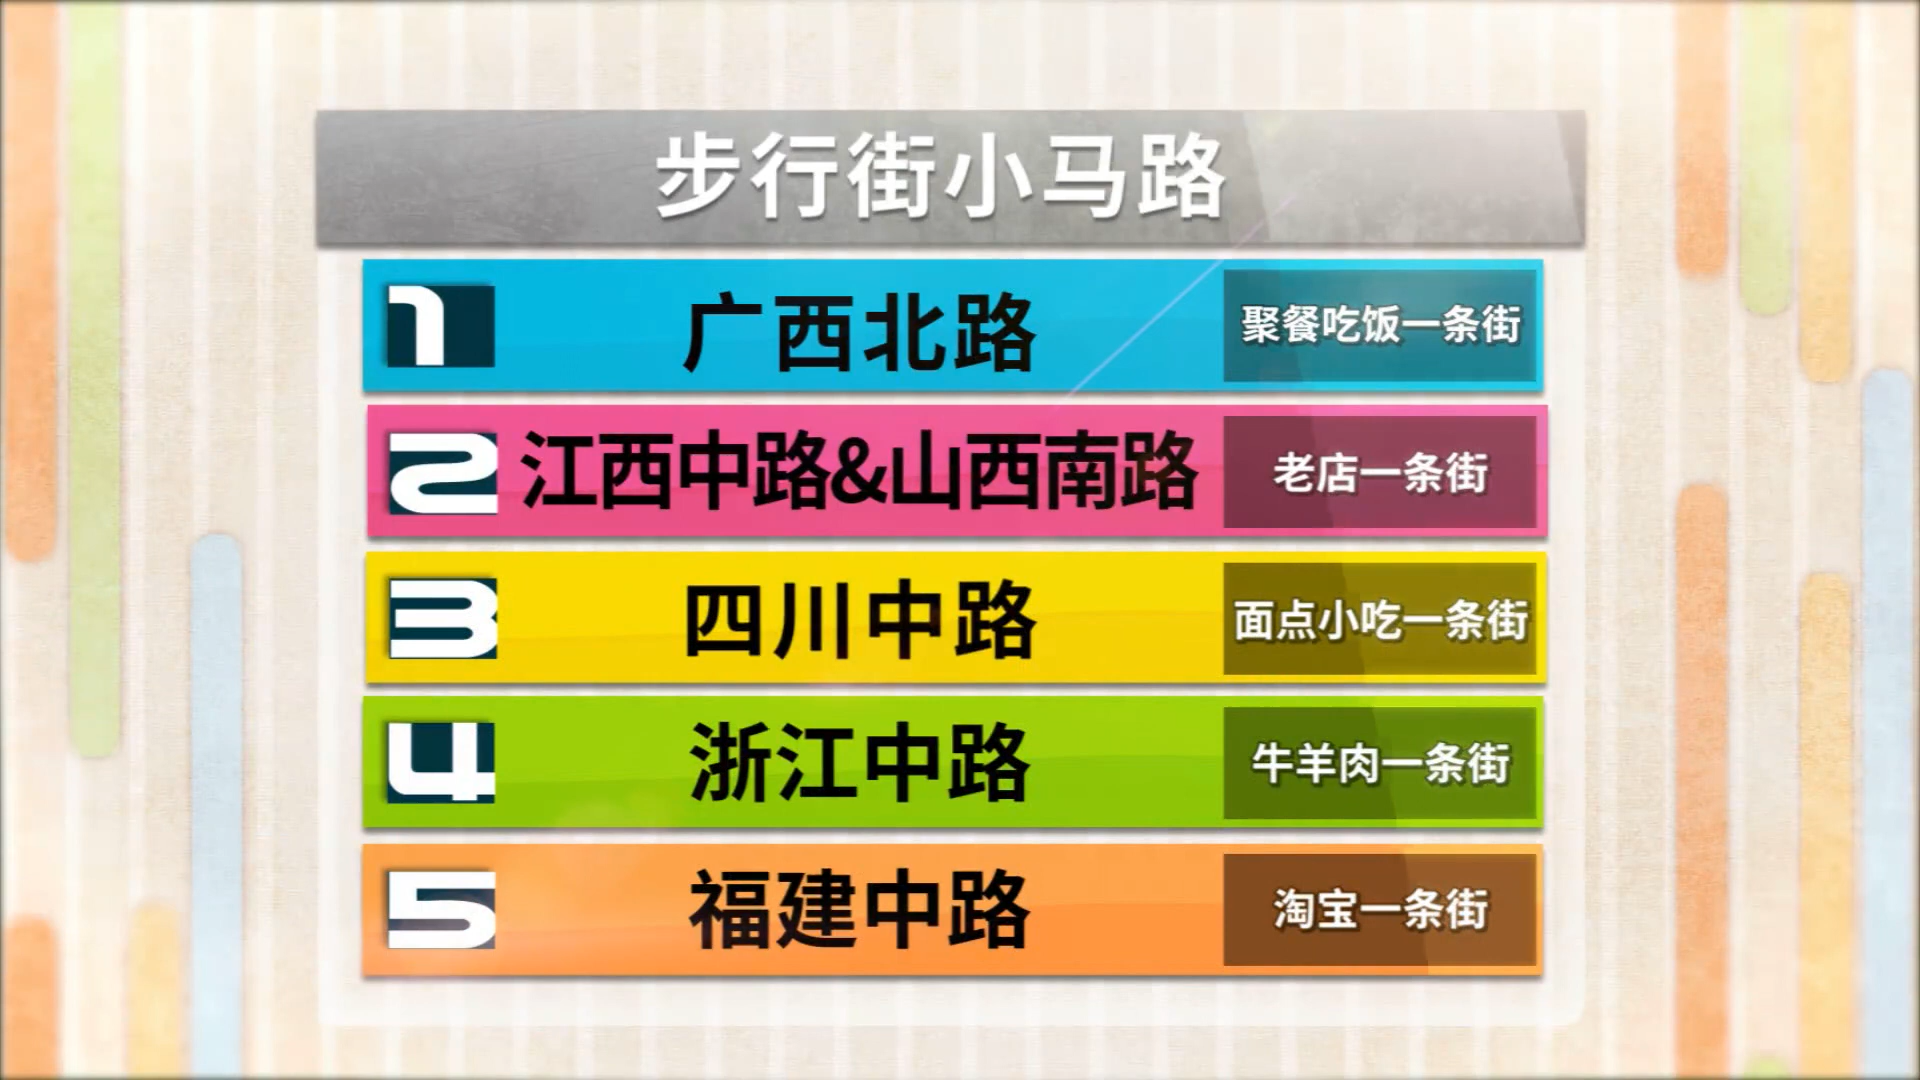 步行街小马路
1 广西北路 聚餐吃饭一条街
2 江西中路&山西南路 老店一条街
3 四川中路 面点小吃一条街
4 浙江中路 牛羊肉一条街
5 福建中路 淘宝一条街